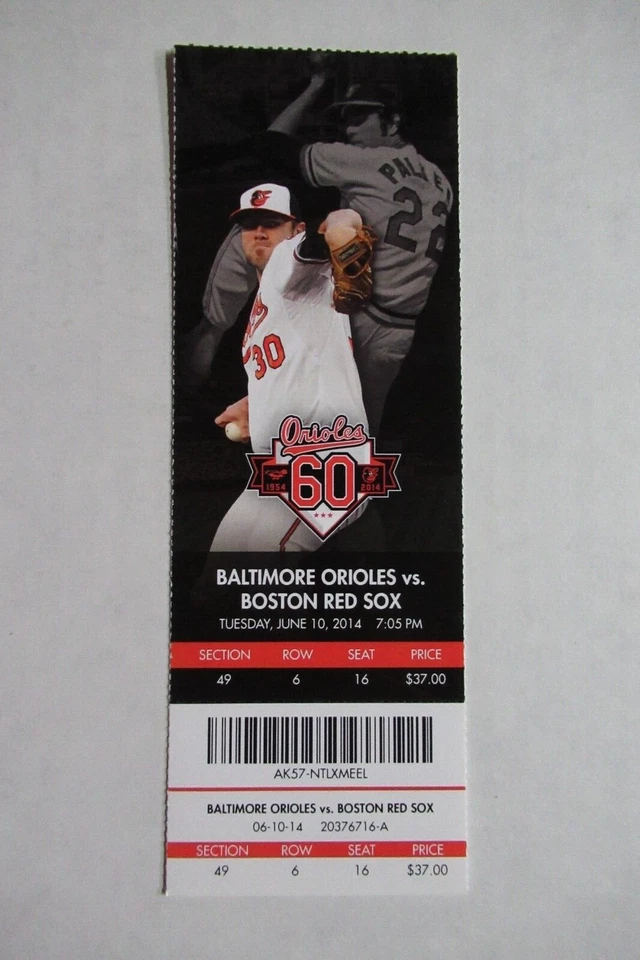 PALME
22
30
Orioles
60
1954 2014
BALTIMORE ORIOLES vs.
BOSTON RED SOX
TUESDAY, JUNE 10, 2014 7:05 PM
SECTION ROW SEAT PRICE
49 6 16 $37.00
AK57-NTLXMEEL
BALTIMORE ORIOLES vs. BOSTON RED SOX
06-10-14 20376716-A
SECTION ROW SEAT PRICE
49 6 16 $37.00